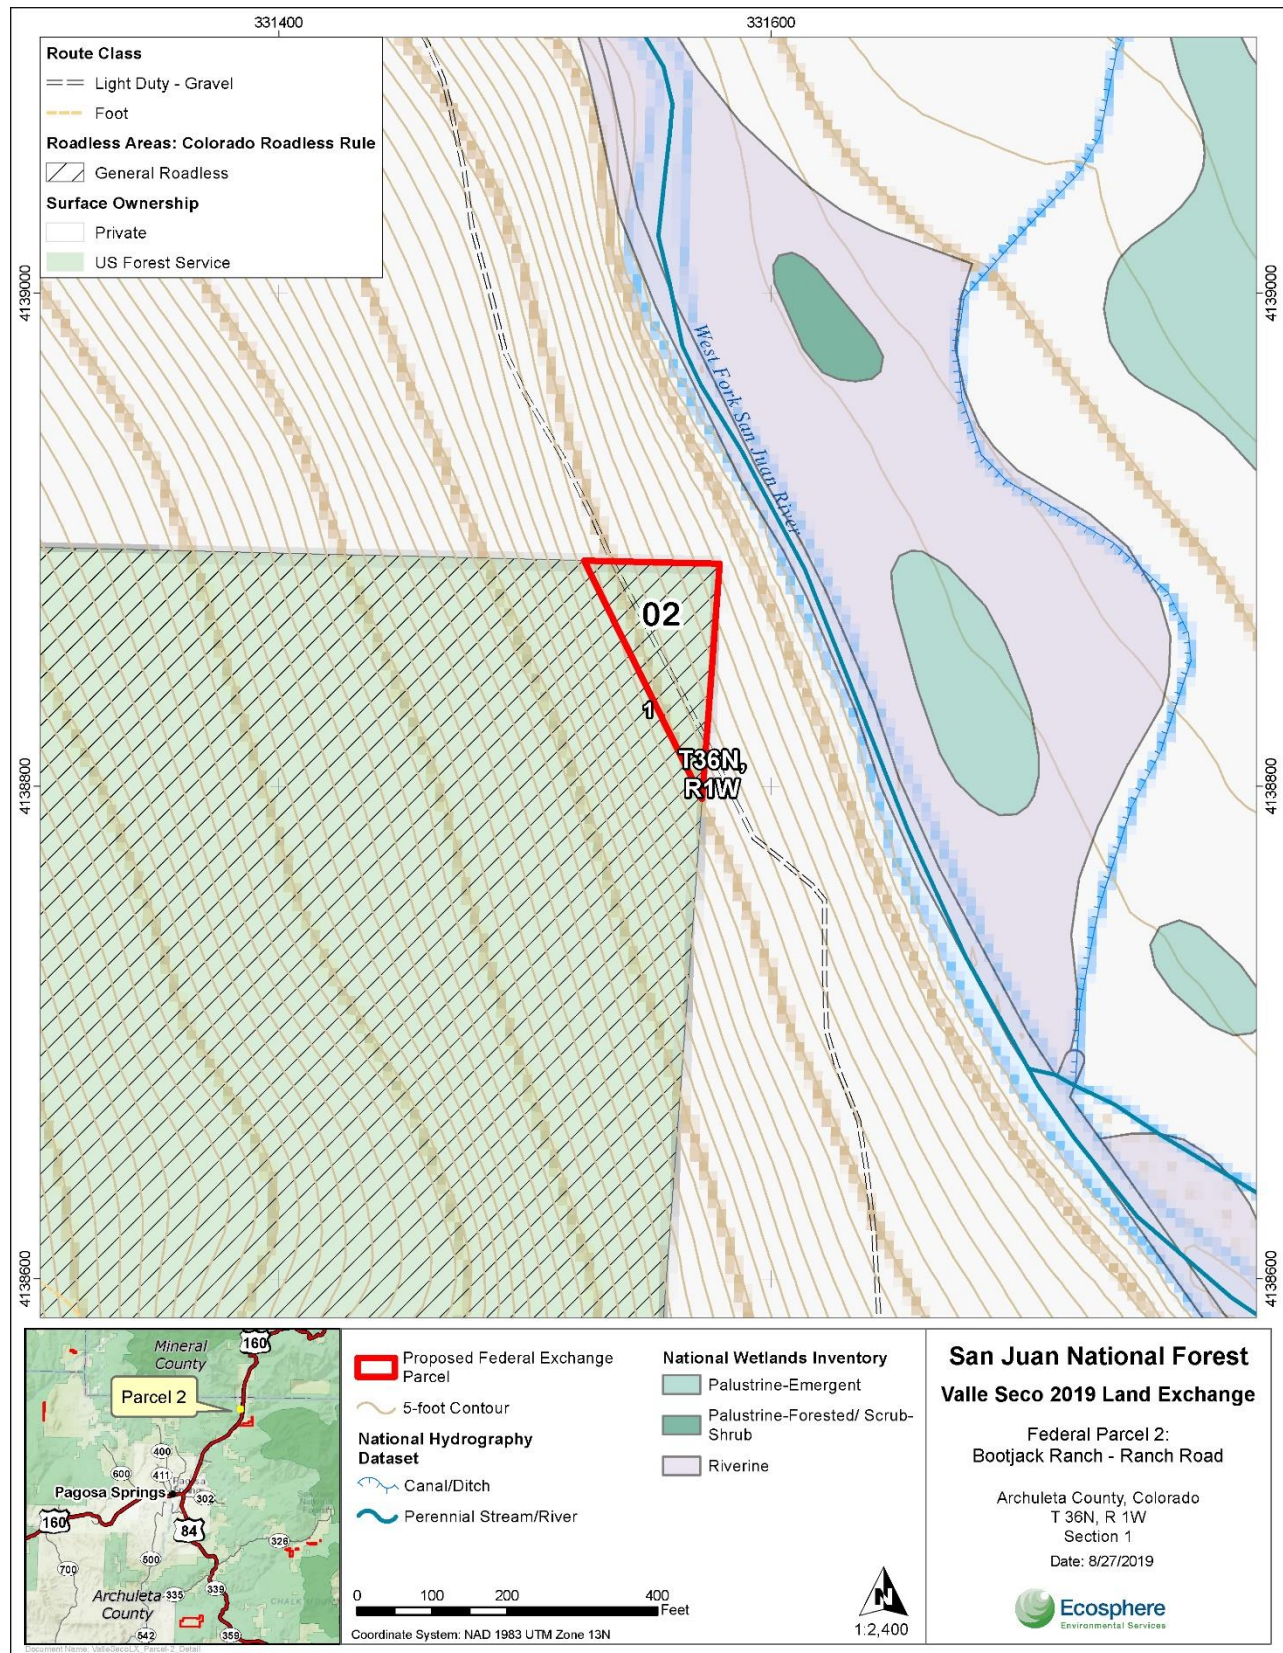 331400
331600
Route Class
Light Duty - Gravel
Foot
Roadless Areas: Colorado Roadless Rule
General Roadless
Surface Ownership
Private
US Forest Service
4139000
4139000
West Fork San Juan River
02
1
T36N,
R1W
4138800
4138800
4138600
4138600
Mineral
County
160
Parcel 2
400
600
411
Pagosa
Springs
Pagosa Springs
302
160
84
326
700
500
Archuleta
County
335
339
542
359
Document Name: ValleSecoLX_Parcel-2_Detail
Proposed Federal Exchange
Parcel
5-foot Contour
National Hydrography
Dataset
Canal/Ditch
Perennial Stream/River
National Wetlands Inventory
Palustrine-Emergent
Palustrine-Forested/ Scrub-
Shrub
Riverine
0 100 200 400
Feet
Coordinate System: NAD 1983 UTM Zone 13N
N
1:2,400
San Juan National Forest
Valle Seco 2019 Land Exchange
Federal Parcel 2:
Bootjack Ranch - Ranch Road
Archuleta County, Colorado
T 36N, R 1W
Section 1
Date: 8/27/2019
Ecosphere
Environmental Services